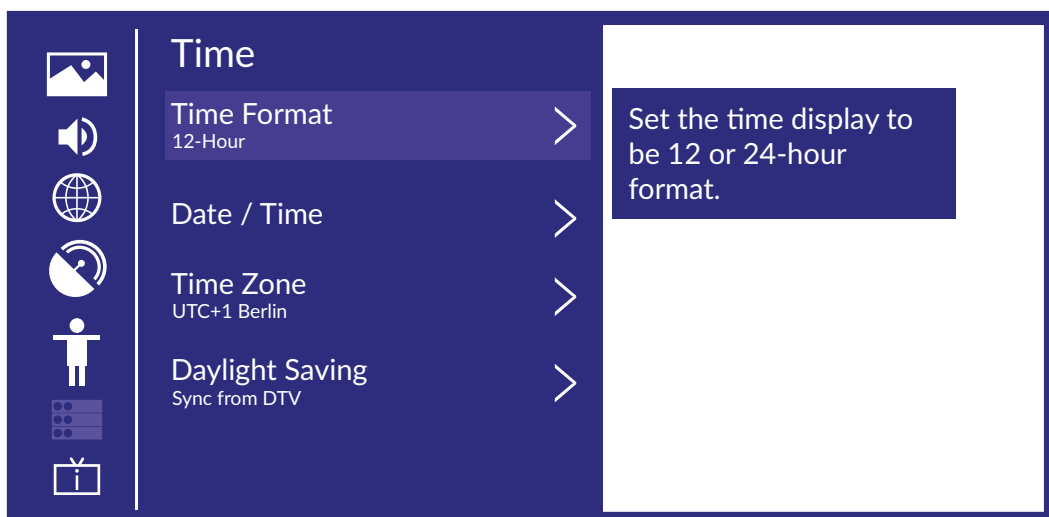 Time
Time Format
12-Hour
Set the time display to
be 12 or 24-hour
format.
Date / Time
Time Zone
UTC+1 Berlin
Daylight Saving
Sync from DTV
i